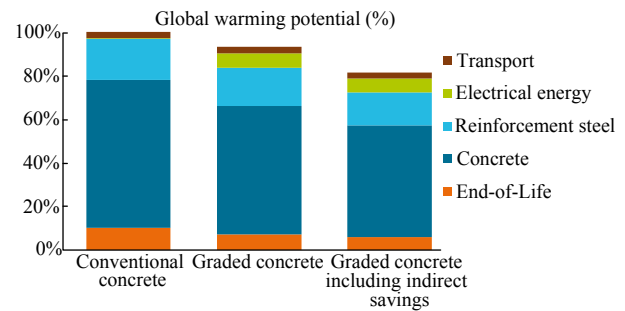 Global warming potential (%)
100%
80%
60%
40%
20%
0%
Conventional
concrete
Graded concrete
Graded concrete
including indirect
savings
Transport
Electrical energy
Reinforcement steel
Concrete
End-of-Life